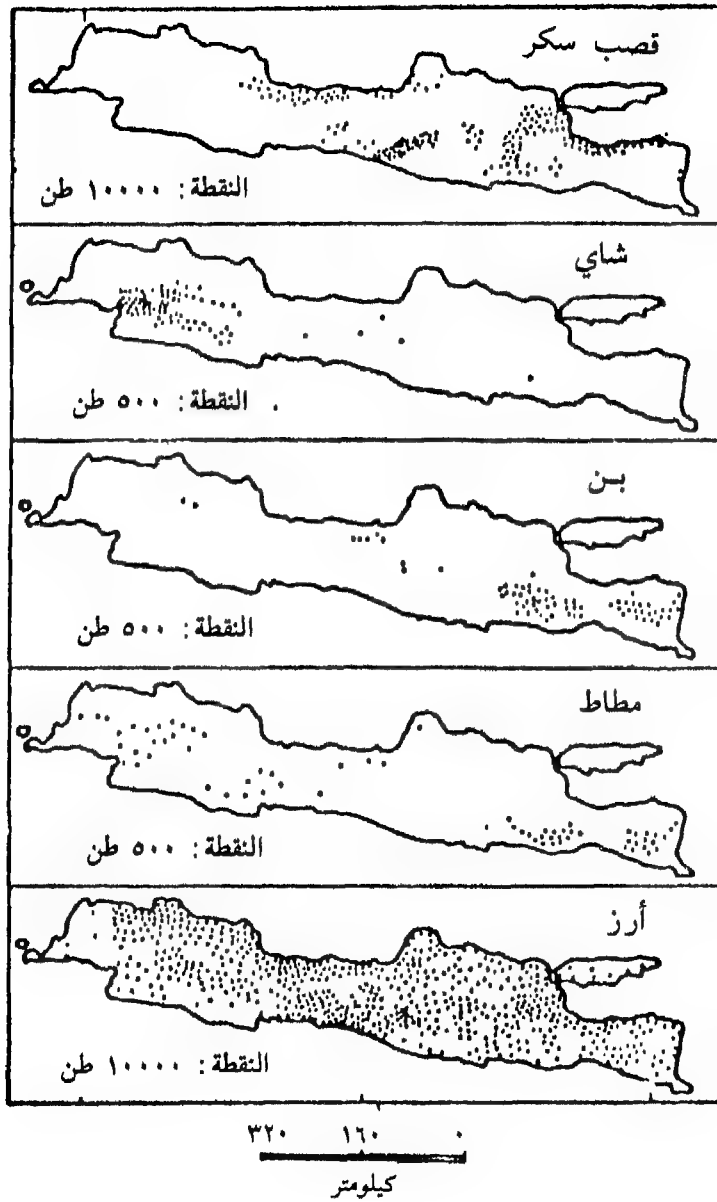 قصب سكر
النقطة: ١٠٠٠٠ طن
شاي
النقطة: ٥٠٠ طن
بـن
النقطة: ٥٠٠ طن
مطاط
النقطة: ٥٠٠ طن
أرز
النقطة: ١٠٠٠٠ طن
٣٢٠ ١٦٠ ٠
كيلومتر